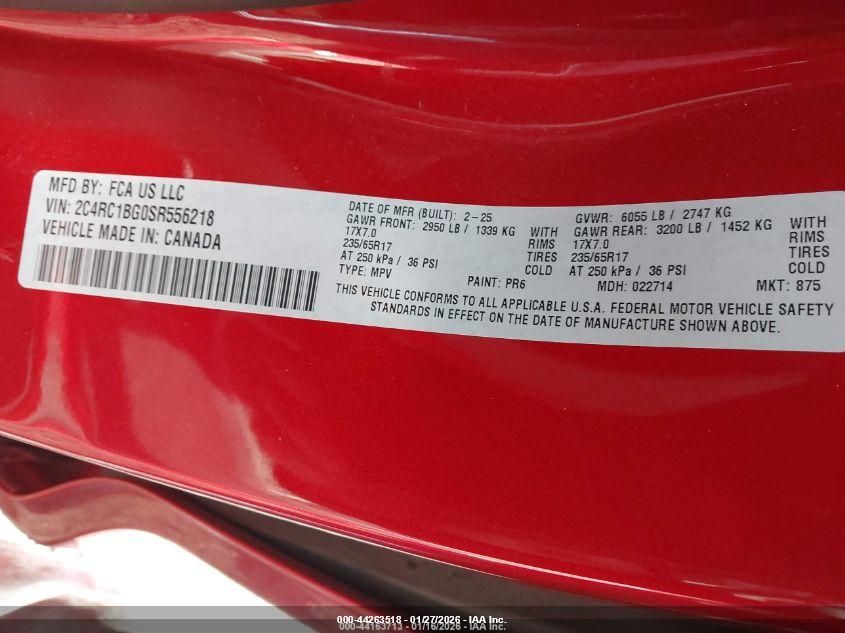 MFD BY: FCA US LLC
VIN: 2C4RC1BG0SR556218
VEHICLE MADE IN: CANADA
DATE OF MFR (BUILT): 2-25 GVWR: 6055 LB / 2747 KG
GAWR FRONT: 2950 LB / 1339 KG WITH GAWR REAR: 3200 LB / 1452 KG WITH
17X7.0 RIMS 17X7.0 RIMS
235/65R17 TIRES 235/65R17 TIRES
AT 250 kPa / 36 PSI COLD AT 250 kPa / 36 PSI COLD
TYPE: MPV PAINT: PR6 MDH: 022714 MKT: 875
THIS VEHICLE CONFORMS TO ALL APPLICABLE U.S.A. FEDERAL MOTOR VEHICLE SAFETY
STANDARDS IN EFFECT ON THE DATE OF MANUFACTURE SHOWN ABOVE.
000-44263518 - 01/27/2026 - IAA Inc.
000-44163713 - 01/16/2026 - IAA Inc.